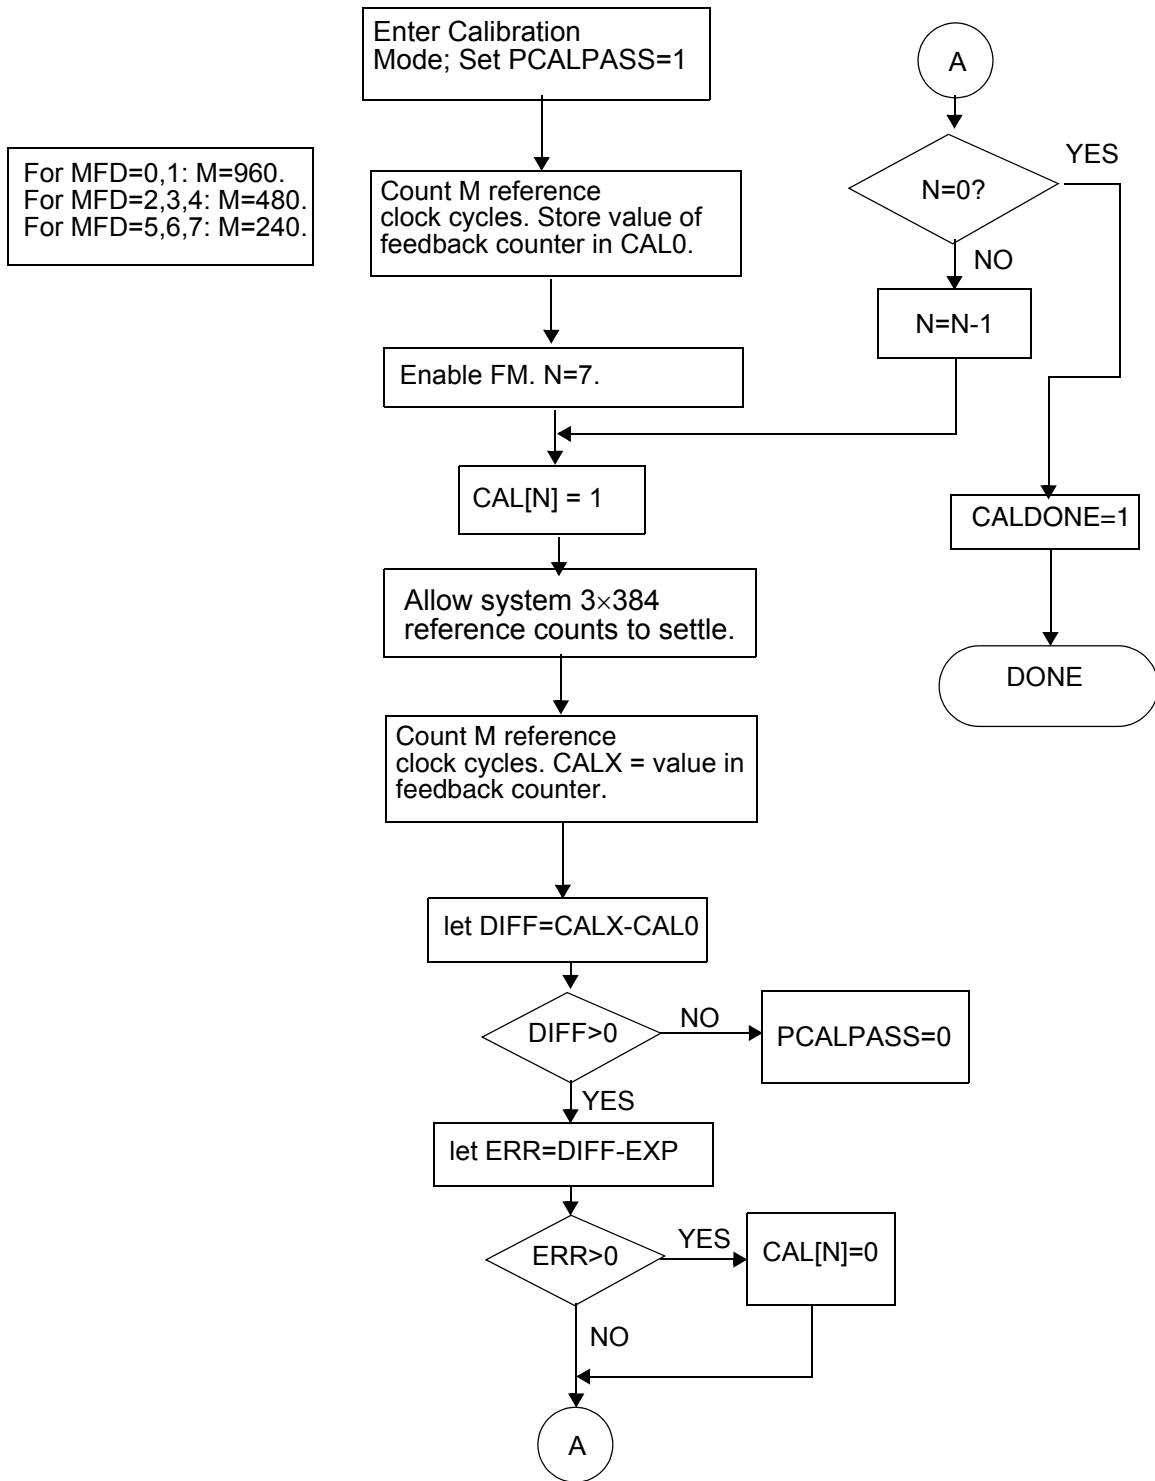 Enter Calibration
Mode; Set PCALPASS=1
For MFD=0,1: M=960.
For MFD=2,3,4: M=480.
For MFD=5,6,7: M=240.
Count M reference
clock cycles. Store value of
feedback counter in CAL0.
Enable FM. N=7.
CAL[N] = 1
Allow system 3×384
reference counts to settle.
Count M reference
clock cycles. CALX = value in
feedback counter.
let DIFF=CALX-CAL0
DIFF>0
NO
PCALPASS=0
YES
let ERR=DIFF-EXP
ERR>0
YES
CAL[N]=0
NO
A
A
N=0?
YES
NO
N=N-1
CALDONE=1
DONE